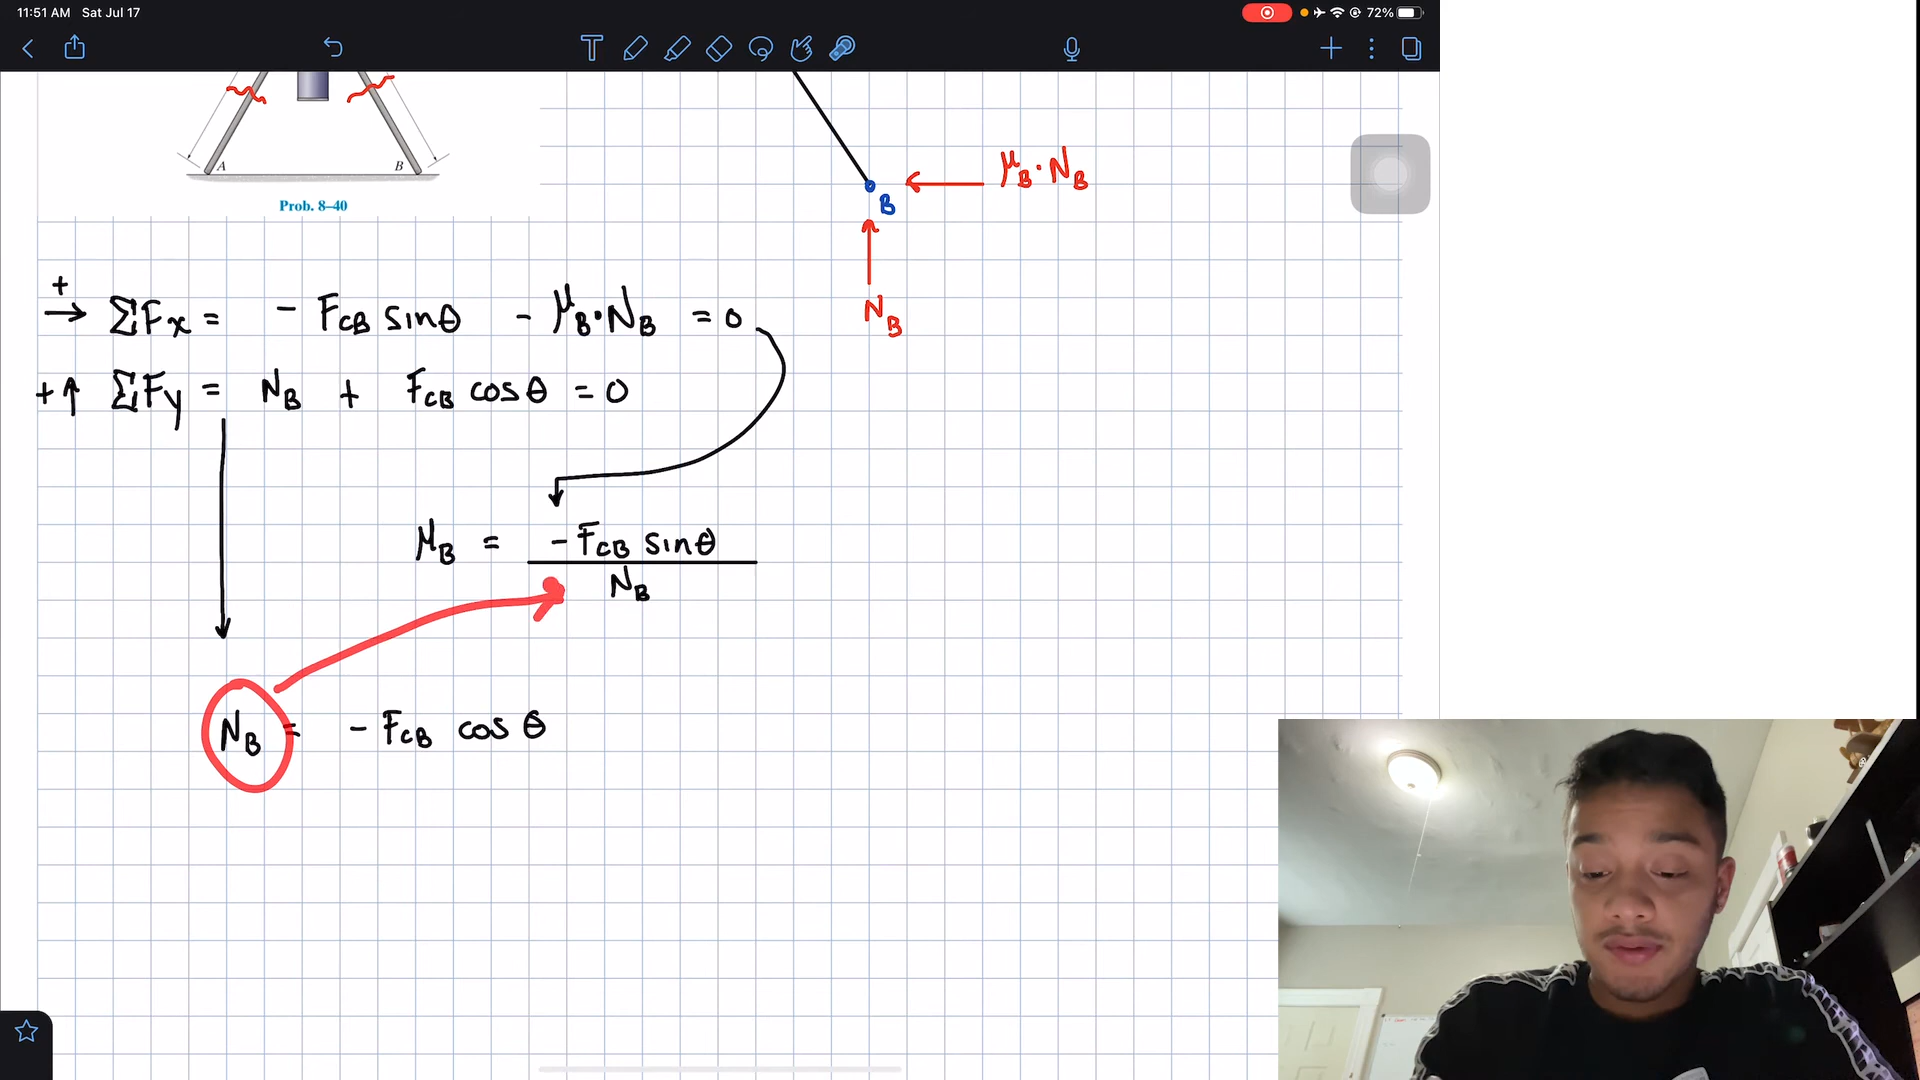 11:51 AM Sat Jul 17
72%
A
B
Prob. 8–40
μB · NB
B
NB
+
→ ΣFx = - FCB sinθ - μB · NB = 0
+↑ ΣFy = NB + FCB cosθ = 0
μB = -FCB sinθ
NB
NB = - FCB cos θ